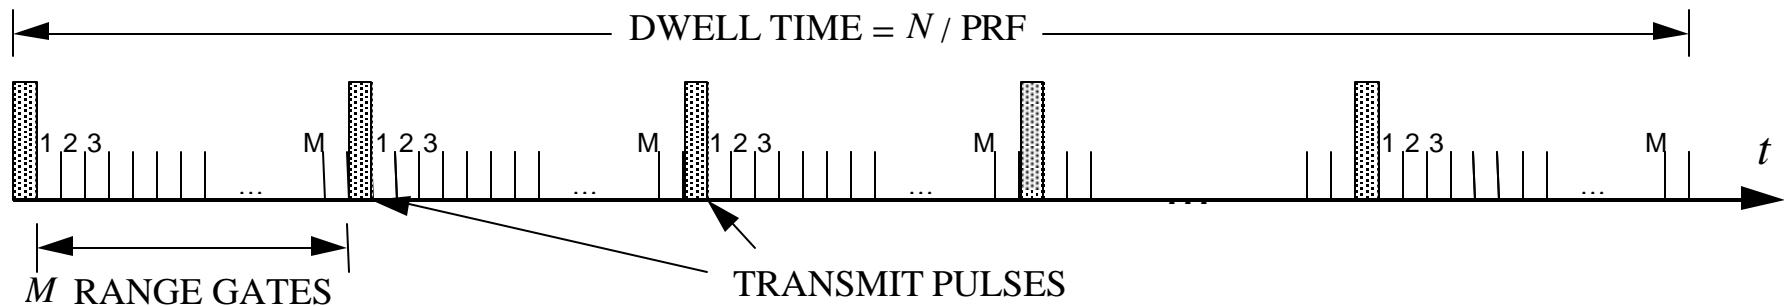 DWELL TIME = N / PRF
1 2 3 ... M 1 2 3 ... M 1 2 3 ... M ... 1 2 3 ... M t
M RANGE GATES
TRANSMIT PULSES